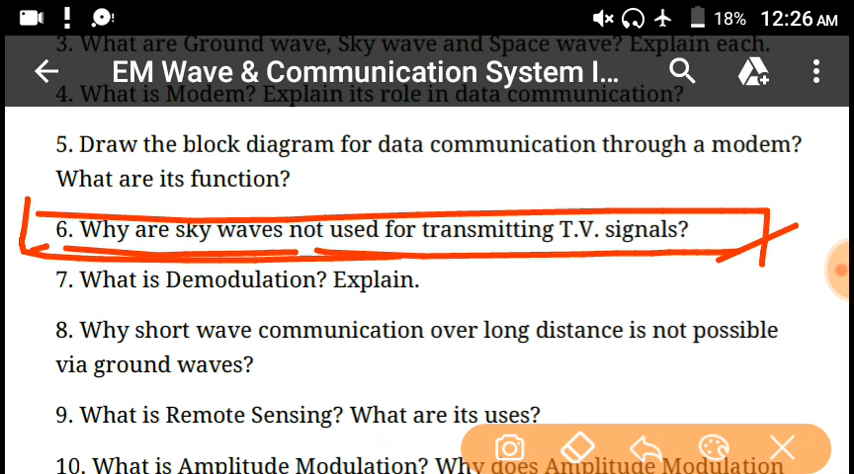 18% 12:26 AM
3. What are Ground wave, Sky wave and Space wave? Explain each.
EM Wave & Communication System I...
4. What is Modem? Explain its role in data communication?
5. Draw the block diagram for data communication through a modem?
What are its function?
6. Why are sky waves not used for transmitting T.V. signals?
7. What is Demodulation? Explain.
8. Why short wave communication over long distance is not possible
via ground waves?
9. What is Remote Sensing? What are its uses?
10. What is Amplitude Modulation? Why does Amplitude Modulation